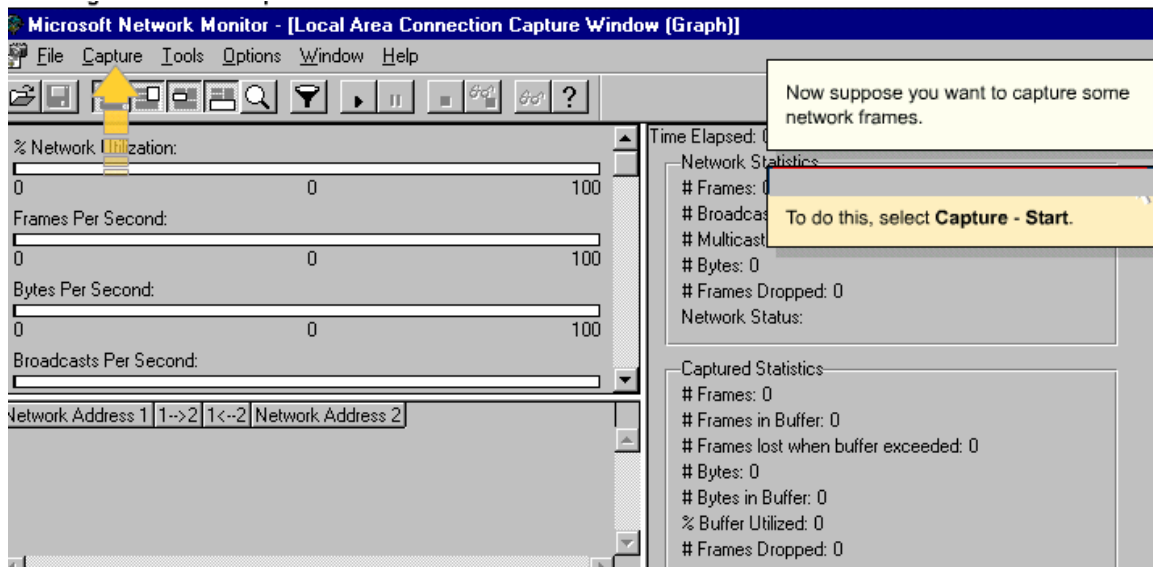 Microsoft Network Monitor - [Local Area Connection Capture Window (Graph)]
File Capture Tools Options Window Help
Now suppose you want to capture some
network frames.
To do this, select Capture - Start.
% Network Utilization:
0 0 100
Frames Per Second:
0 0 100
Bytes Per Second:
0 0 100
Broadcasts Per Second:
Network Address 1 1-->2 1<--2 Network Address 2
Time Elapsed:
Network Statistics
# Frames:
#
# Multicast
# Bytes: 0
# Frames Dropped: 0
Network Status:
Captured Statistics
# Frames: 0
# Frames in Buffer: 0
# Frames lost when buffer exceeded: 0
# Bytes: 0
# Bytes in Buffer: 0
% Buffer Utilized: 0
# Frames Dropped: 0